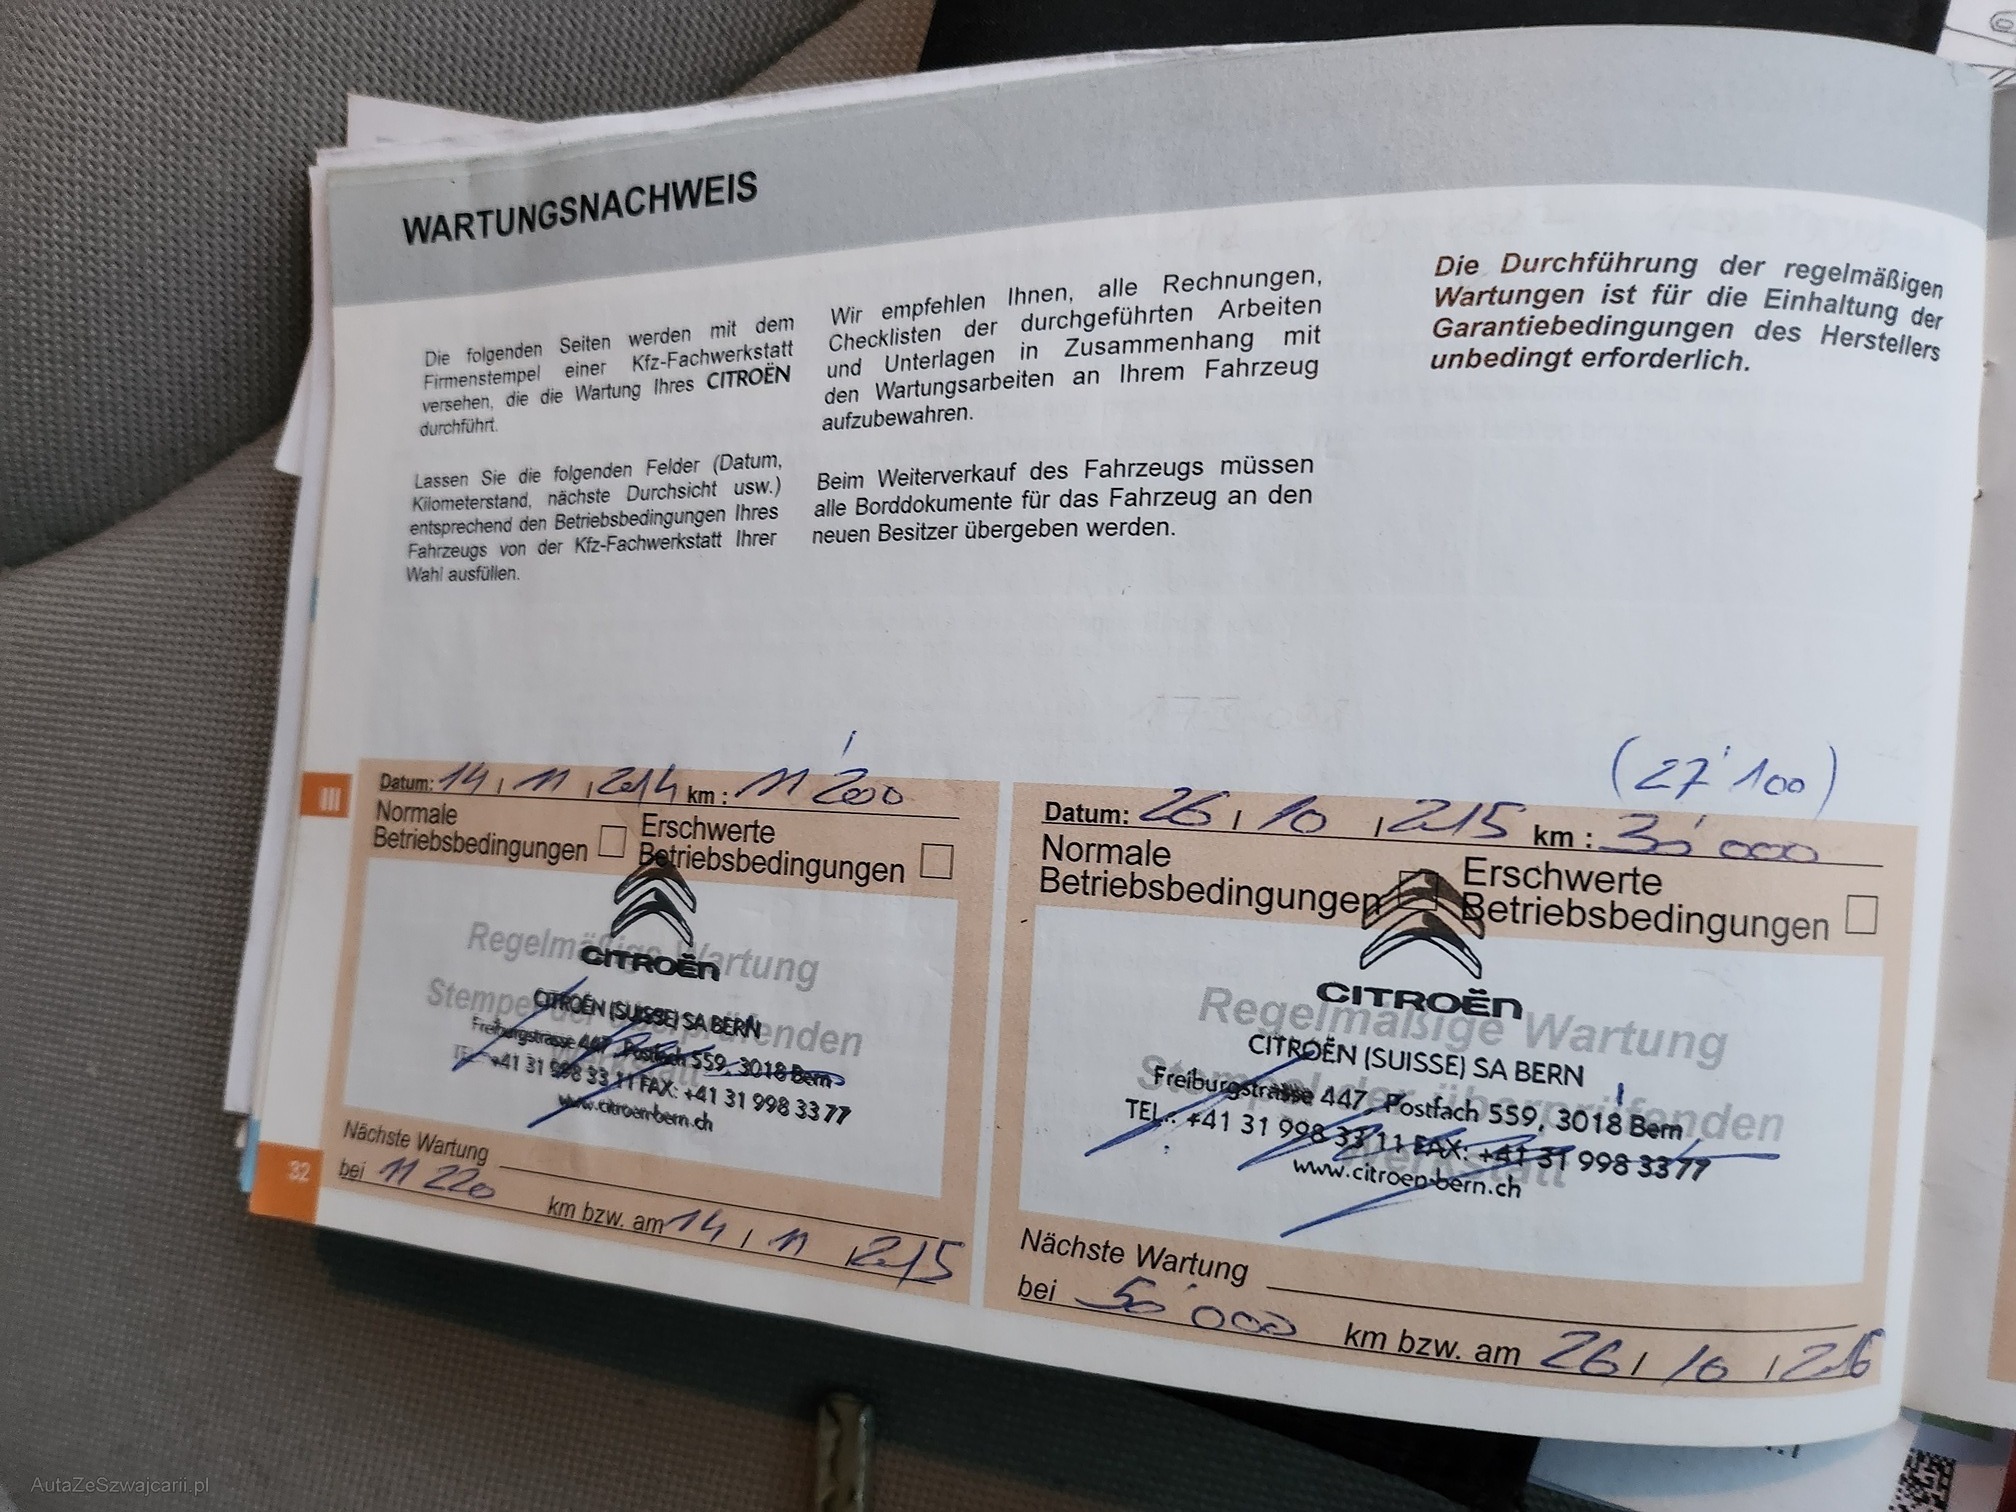 WARTUNGSNACHWEIS
Die folgenden Seiten werden mit dem
Firmenstempel einer Kfz-Fachwerkstatt
versehen, die die Wartung Ihres CITROËN
durchführt.
Lassen Sie die folgenden Felder (Datum,
Kilometerstand, nächste Durchsicht usw.)
entsprechend den Betriebsbedingungen Ihres
Fahrzeugs von der Kfz-Fachwerkstatt Ihrer
Wahl ausfüllen.
Wir empfehlen Ihnen, alle Rechnungen,
Checklisten der durchgeführten Arbeiten
und Unterlagen in Zusammenhang mit
den Wartungsarbeiten an Ihrem Fahrzeug
aufzubewahren.
Beim Weiterverkauf des Fahrzeugs müssen
alle Borddokumente für das Fahrzeug an den
neuen Besitzer übergeben werden.
Die Durchführung der regelmäßigen
Wartungen ist für die Einhaltung der
Garantiebedingungen des Herstellers
unbedingt erforderlich.
III
Datum: 14 / 11 / 2014 km : 11'200
Normale
Betriebsbedingungen
Erschwerte
Betriebsbedingungen
Regelmäßige Wartung
CITROËN
Stempel der überprüfenden
CITROËN (SUISSE) SA BERN
Freiburgstrasse 447, Postfach 559, 3018 Bern
TEL.: +41 31 998 33 11 FAX: +41 31 998 33 77
www.citroen-bern.ch
Nächste Wartung
bei 11 220 km bzw. am 14 / 11 / 2015
32
(27'100)
Datum: 26 / 10 / 2015 km : 30'000
Normale
Betriebsbedingungen
Erschwerte
Betriebsbedingungen
CITROËN
Regelmäßige Wartung
CITROËN (SUISSE) SA BERN
Stempel der überprüfenden
Freiburgstrasse 447, Postfach 559, 3018 Bern
TEL.: +41 31 998 33 11 FAX: +41 31 998 33 77
Werkstatt
www.citroen-bern.ch
Nächste Wartung
bei 50'000 km bzw. am 26 / 10 / 2016
AutaZeSzwajcarii.pl